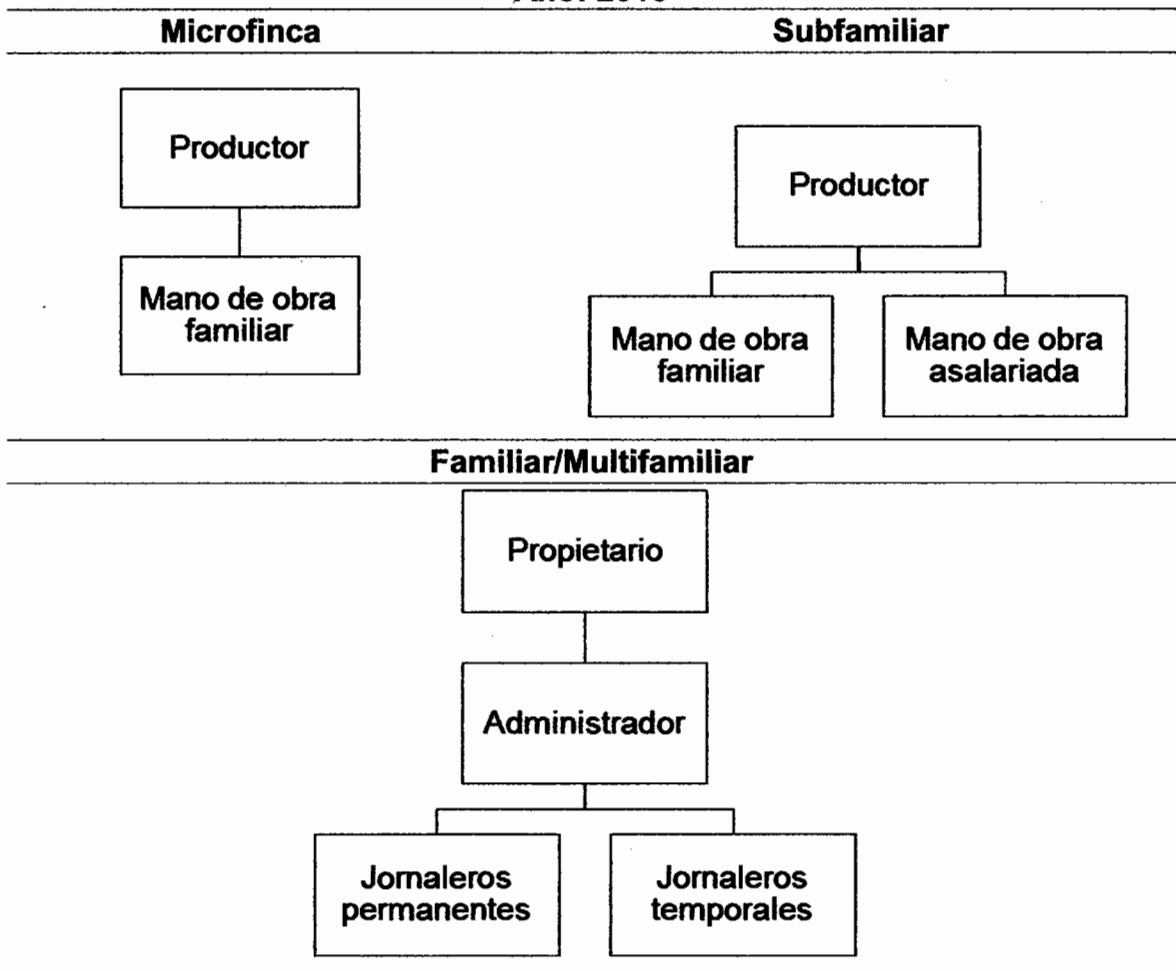 Microfinca
Subfamiliar
Productor
Mano de obra
familiar
Productor
Mano de obra
familiar
Mano de obra
asalariada
Familiar/Multifamiliar
Propietario
Administrador
Jornaleros
permanentes
Jornaleros
temporales